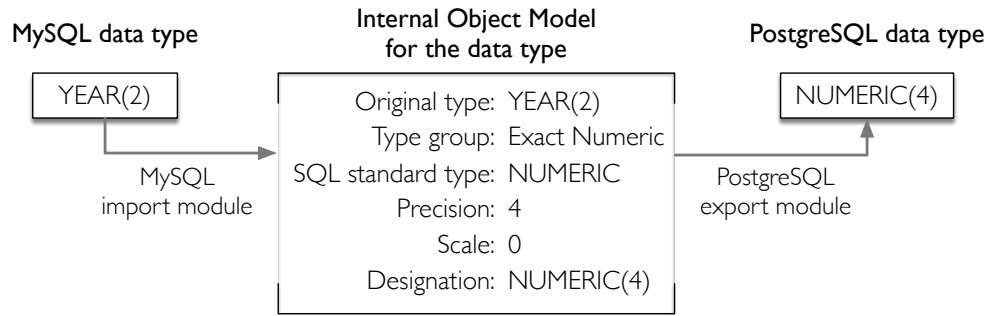 MySQL data type
Internal Object Model
for the data type
PostgreSQL data type
YEAR(2)
Original type: YEAR(2)
Type group: Exact Numeric
SQL standard type: NUMERIC
Precision: 4
Scale: 0
Designation: NUMERIC(4)
NUMERIC(4)
MySQL
import module
PostgreSQL
export module